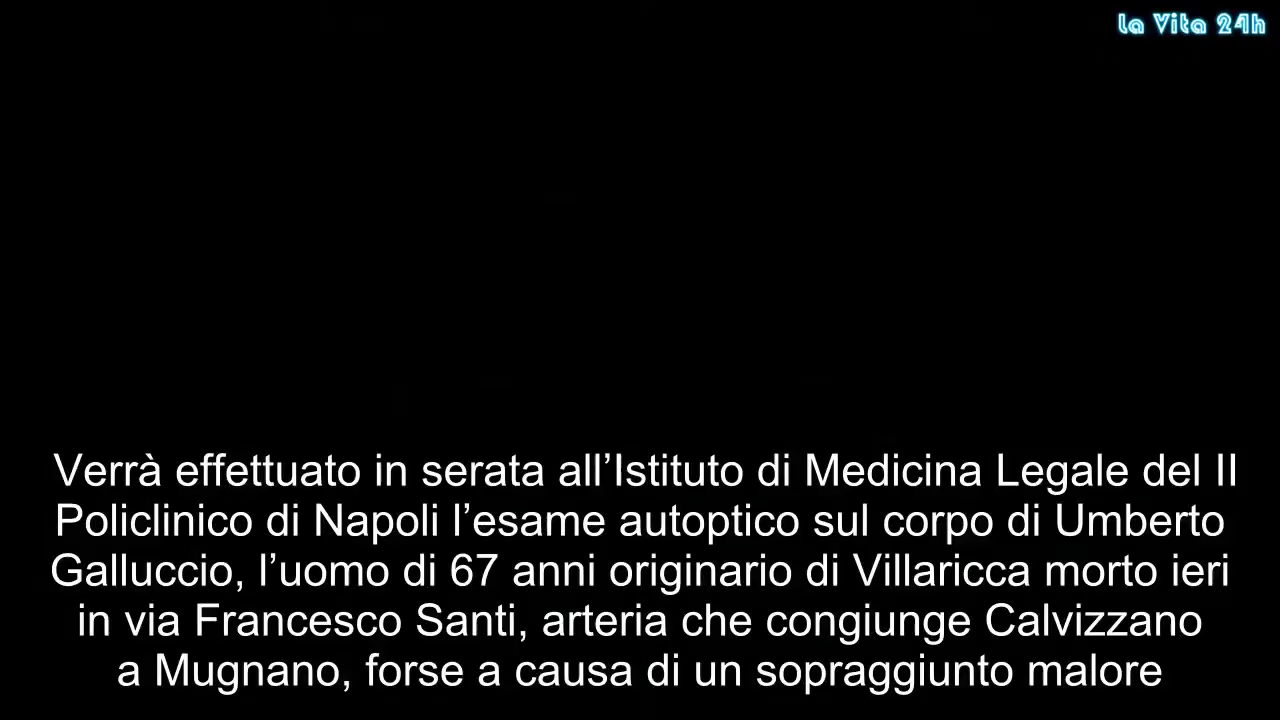 la Vita 24h
Verrà effettuato in serata all’Istituto di Medicina Legale del II
Policlinico di Napoli l’esame autoptico sul corpo di Umberto
Galluccio, l’uomo di 67 anni originario di Villaricca morto ieri
in via Francesco Santi, arteria che congiunge Calvizzano
a Mugnano, forse a causa di un sopraggiunto malore